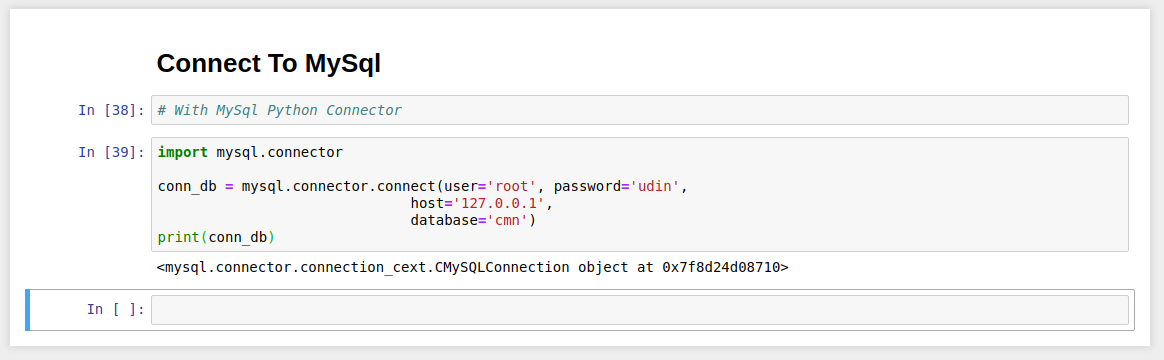 Connect To MySql
In [38]: # With MySql Python Connector
In [39]: import mysql.connector
conn_db = mysql.connector.connect(user='root', password='udin',
host='127.0.0.1',
database='cmn')
print(conn_db)
<mysql.connector.connection_cext.CMySQLConnection object at 0x7f8d24d08710>
In [ ]: